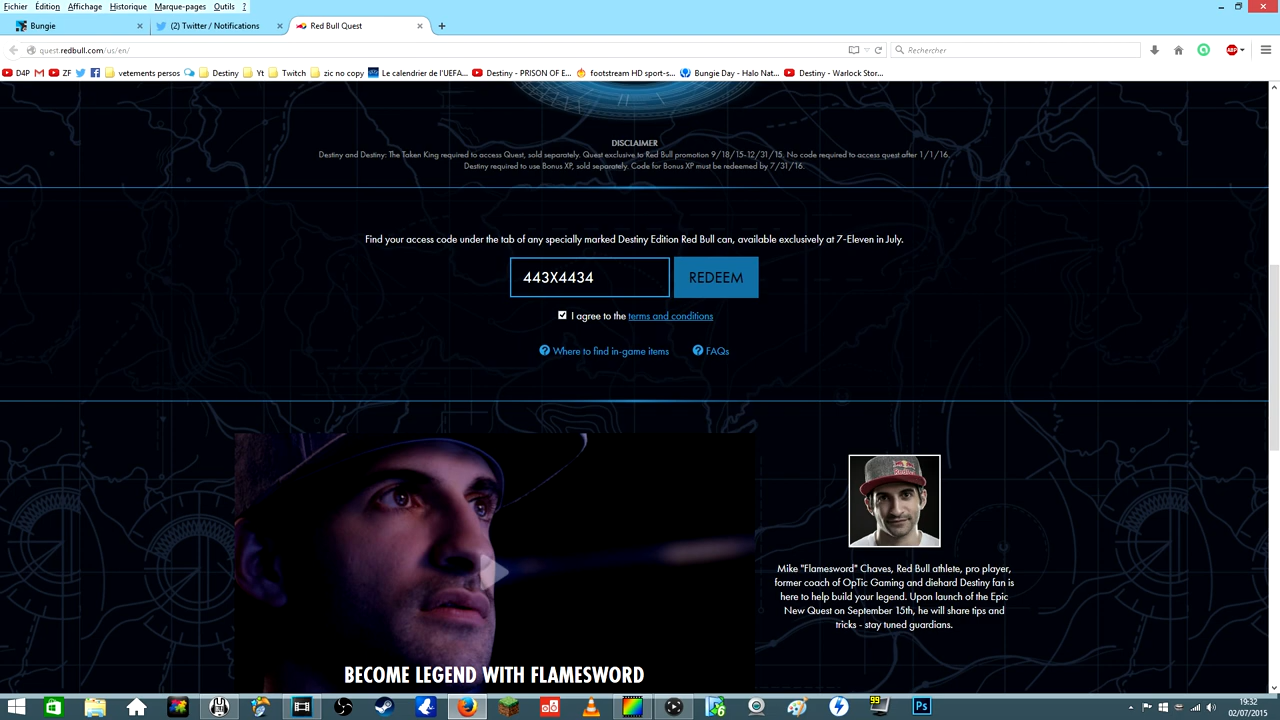 Fichier Édition Affichage Historique Marque-pages Outils ?
Bungie (2) Twitter / Notifications Red Bull Quest
quest.redbull.com/us/en/ Rechercher ABP
D4P ZF vetements persos Destiny Yt Twitch zic no copy Le calendrier de l'UEFA... Destiny - PRISON OF E... footstream HD sport-s... Bungie Day - Halo Nat... Destiny - Warlock Stor...
DISCLAIMER
Destiny and Destiny: The Taken King required to access Quest, sold separately. Quest exclusive to Red Bull promotion 9/18/15-12/31/15. No code required to access quest after 1/1/16.
Destiny required to use Bonus XP, sold separately. Code for Bonus XP must be redeemed by 7/31/16.
Find your access code under the tab of any specially marked Destiny Edition Red Bull can, available exclusively at 7-Eleven in July.
443X4434 REDEEM
I agree to the terms and conditions
? Where to find in-game items ? FAQs
Red Bull
Mike "Flamesword" Chaves, Red Bull athlete, pro player,
former coach of OpTic Gaming and diehard Destiny fan is
here to help build your legend. Upon launch of the Epic
New Quest on September 15th, he will share tips and
tricks - stay tuned guardians.
BECOME LEGEND WITH FLAMESWORD
99 Ps
19:32
02/07/2015